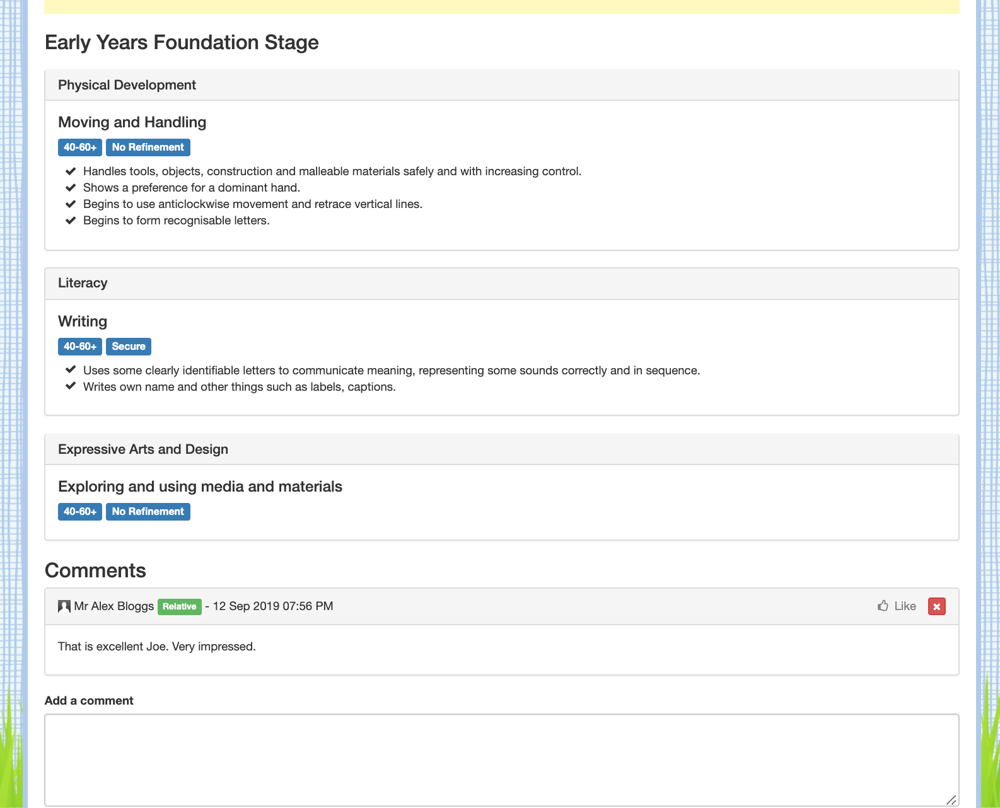 Early Years Foundation Stage
Physical Development
Moving and Handling
40-60+ No Refinement
Handles tools, objects, construction and malleable materials safely and with increasing control.
Shows a preference for a dominant hand.
Begins to use anticlockwise movement and retrace vertical lines.
Begins to form recognisable letters.
Literacy
Writing
40-60+ Secure
Uses some clearly identifiable letters to communicate meaning, representing some sounds correctly and in sequence.
Writes own name and other things such as labels, captions.
Expressive Arts and Design
Exploring and using media and materials
40-60+ No Refinement
Comments
Mr Alex Bloggs Relative - 12 Sep 2019 07:56 PM Like
That is excellent Joe. Very impressed.
Add a comment